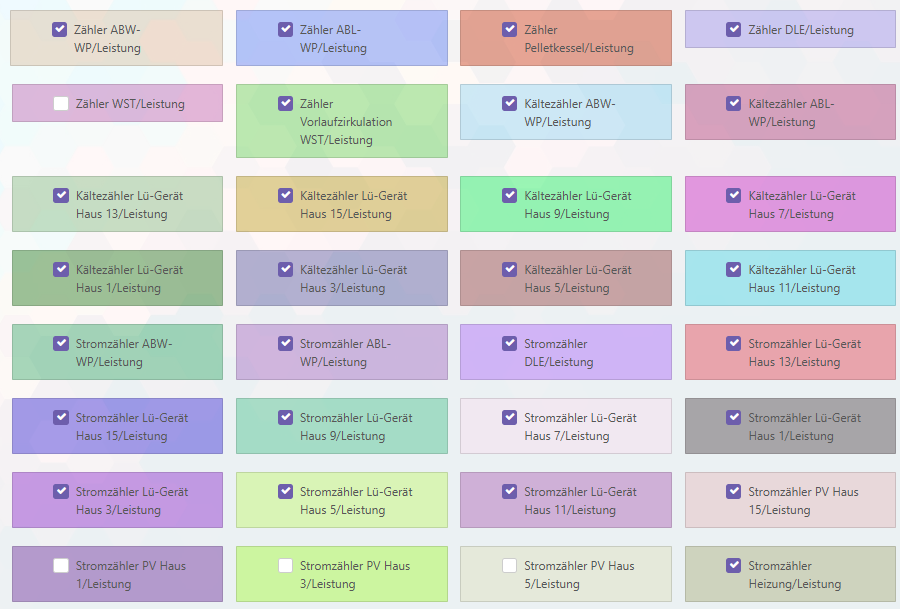 Zähler ABW-
WP/Leistung
Zähler ABL-
WP/Leistung
Zähler
Pelletkessel/Leistung
Zähler DLE/Leistung
Zähler WST/Leistung
Zähler
Vorlaufzirkulation
WST/Leistung
Kältezähler ABW-
WP/Leistung
Kältezähler ABL-
WP/Leistung
Kältezähler Lü-Gerät
Haus 13/Leistung
Kältezähler Lü-Gerät
Haus 15/Leistung
Kältezähler Lü-Gerät
Haus 9/Leistung
Kältezähler Lü-Gerät
Haus 7/Leistung
Kältezähler Lü-Gerät
Haus 1/Leistung
Kältezähler Lü-Gerät
Haus 3/Leistung
Kältezähler Lü-Gerät
Haus 5/Leistung
Kältezähler Lü-Gerät
Haus 11/Leistung
Stromzähler ABW-
WP/Leistung
Stromzähler ABL-
WP/Leistung
Stromzähler
DLE/Leistung
Stromzähler Lü-Gerät
Haus 13/Leistung
Stromzähler Lü-Gerät
Haus 15/Leistung
Stromzähler Lü-Gerät
Haus 9/Leistung
Stromzähler Lü-Gerät
Haus 7/Leistung
Stromzähler Lü-Gerät
Haus 1/Leistung
Stromzähler Lü-Gerät
Haus 3/Leistung
Stromzähler Lü-Gerät
Haus 5/Leistung
Stromzähler Lü-Gerät
Haus 11/Leistung
Stromzähler PV Haus
15/Leistung
Stromzähler PV Haus
1/Leistung
Stromzähler PV Haus
3/Leistung
Stromzähler PV Haus
5/Leistung
Stromzähler
Heizung/Leistung